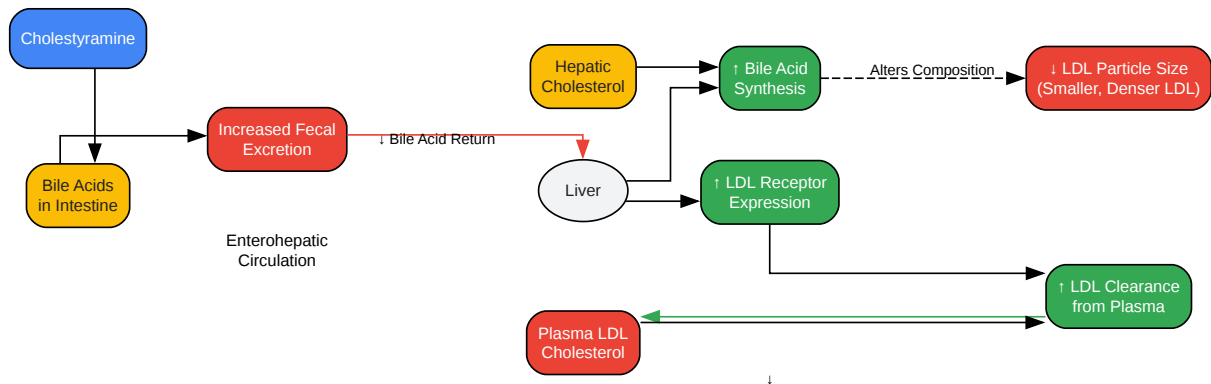 Cholestyramine
Hepatic
Cholesterol
↑ Bile Acid
Synthesis
Alters Composition
↓ LDL Particle Size
(Smaller, Denser LDL)
Increased Fecal
Excretion
↓ Bile Acid Return
Bile Acids
in Intestine
Liver
↑ LDL Receptor
Expression
Enterohepatic
Circulation
↑ LDL Clearance
from Plasma
Plasma LDL
Cholesterol
↓